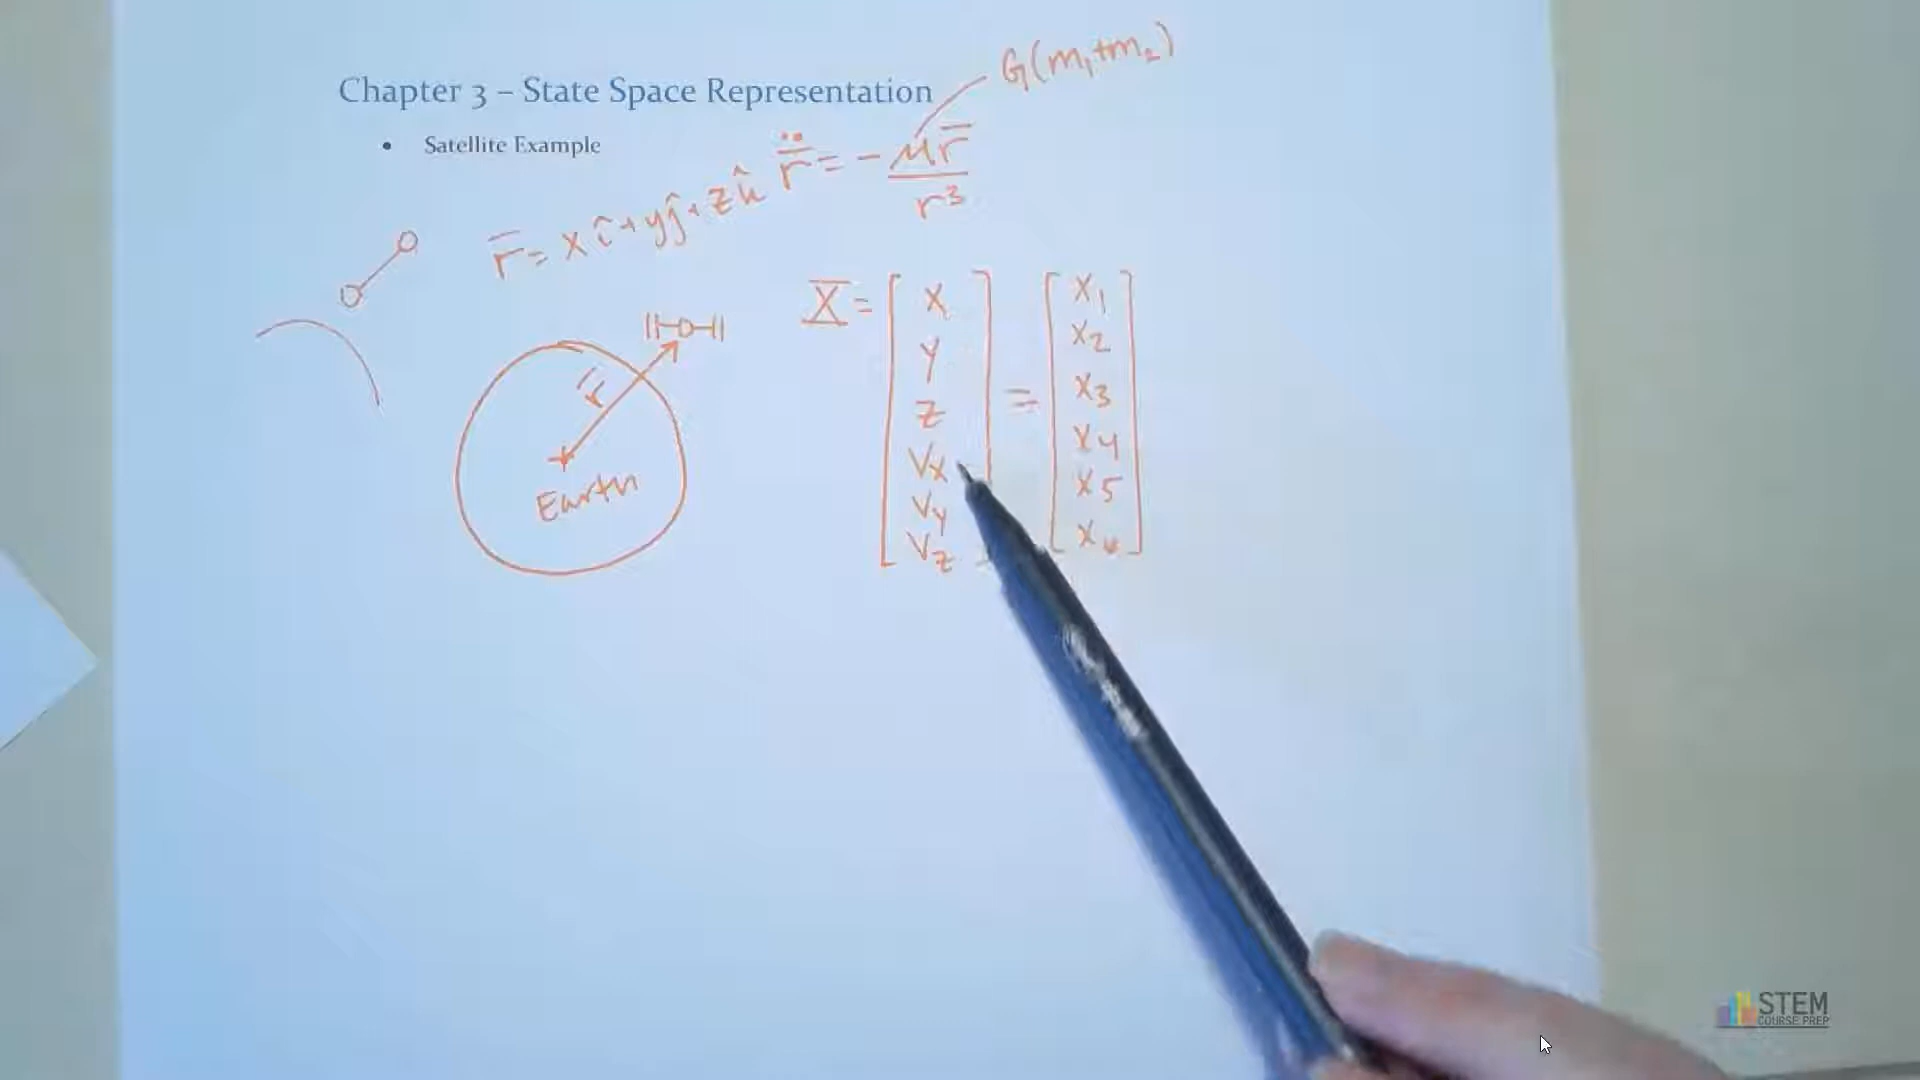 G(m₁+m₂)
Chapter 3 – State Space Representation
• Satellite Example
r̈̅ = - μr̅ / r³
r̅ = x î + y ĵ + z k̂
X̅ = [ X Y Z Vx Vy Vz ] = [ X₁ X₂ X₃ X₄ X₅ X₆ ]
r̅
Earth
STEM
COURSE PREP